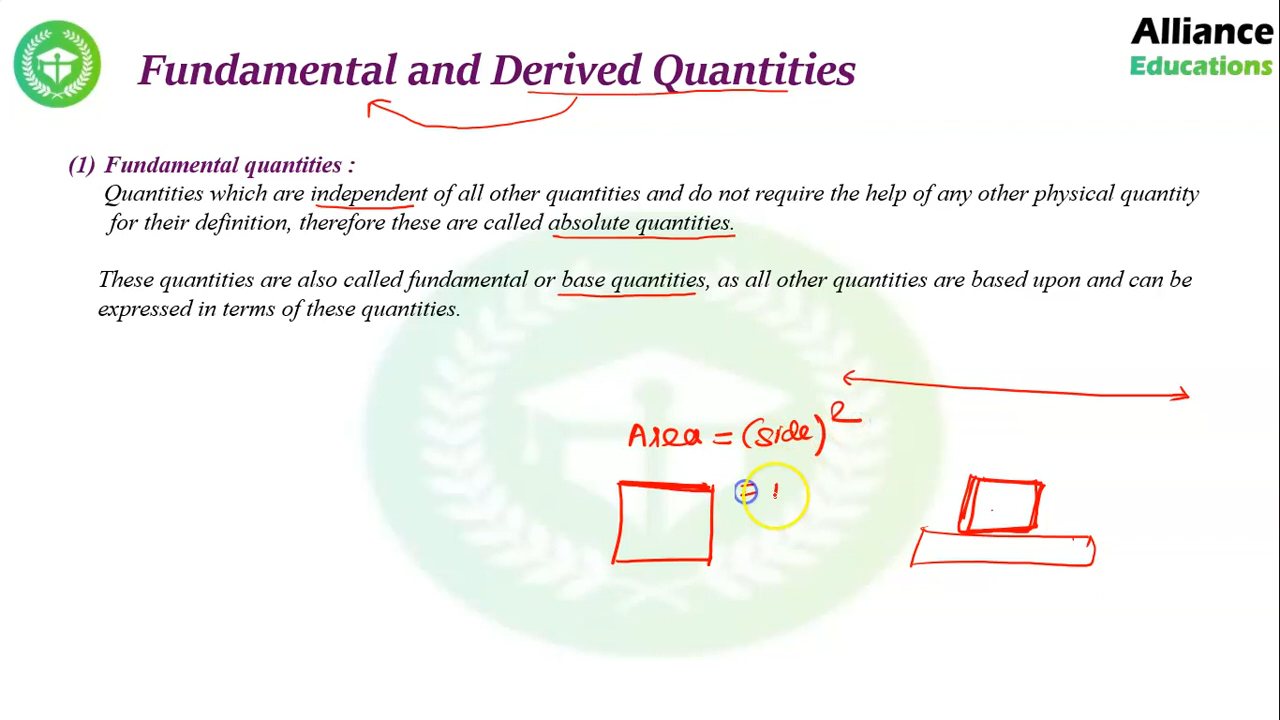 Alliance
Educations
Fundamental and Derived Quantities
(1) Fundamental quantities :
Quantities which are independent of all other quantities and do not require the help of any other physical quantity
for their definition, therefore these are called absolute quantities.
These quantities are also called fundamental or base quantities, as all other quantities are based upon and can be
expressed in terms of these quantities.
Area = (side)²
=